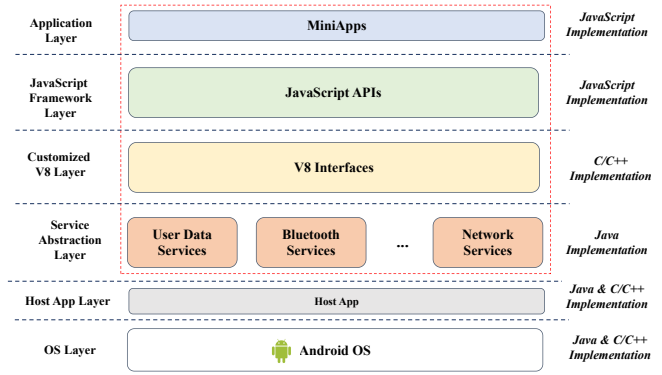 Application
Layer
MiniApps
JavaScript
Implementation
JavaScript
Framework
Layer
JavaScript APIs
JavaScript
Implementation
Customized
V8 Layer
V8 Interfaces
C/C++
Implementation
Service
Abstraction
Layer
User Data
Services
Bluetooth
Services
...
Network
Services
Java
Implementation
Host App Layer
Host App
Java & C/C++
Implementation
OS Layer
Android OS
Java & C/C++
Implementation